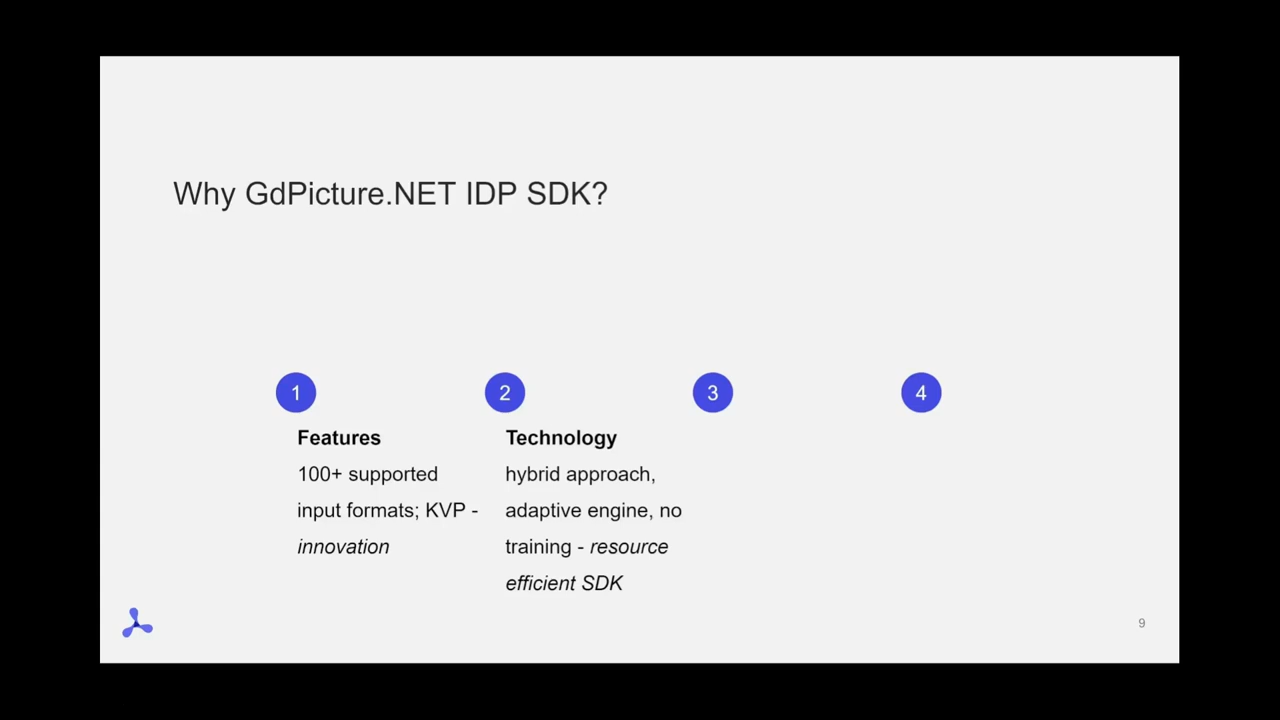 Why GdPicture.NET IDP SDK?
1
2
3
4
Features
100+ supported
input formats; KVP -
innovation
Technology
hybrid approach,
adaptive engine, no
training - resource
efficient SDK
9